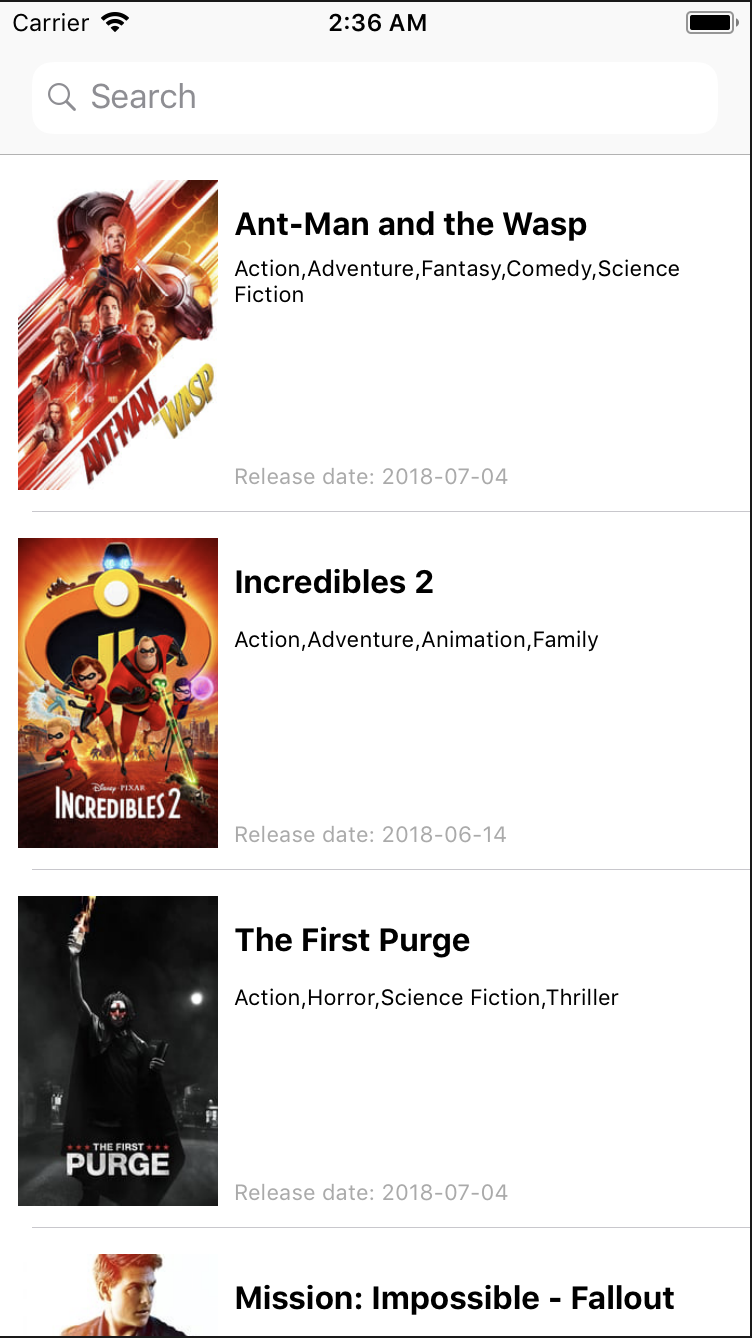 Carrier
2:36 AM
Search
Ant-Man and the Wasp
Action,Adventure,Fantasy,Comedy,Science
Fiction
ANT-MAN
AND THE
WASP
Release date: 2018-07-04
Incredibles 2
Action,Adventure,Animation,Family
Disney PIXAR
INCREDIBLES 2
Release date: 2018-06-14
The First Purge
Action,Horror,Science Fiction,Thriller
THE FIRST
PURGE
Release date: 2018-07-04
Mission: Impossible - Fallout